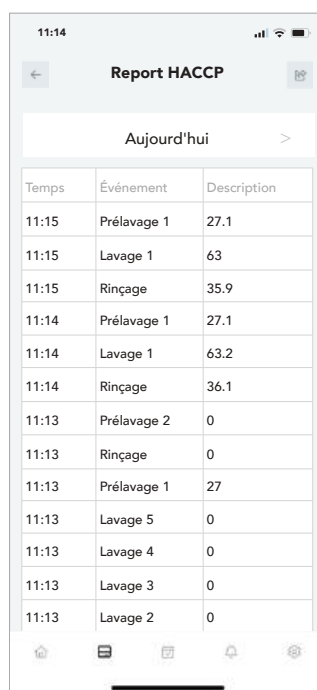 11:14
Report HACCP
Aujourd'hui >
Temps Événement Description
11:15 Prélavage 1 27.1
11:15 Lavage 1 63
11:15 Rinçage 35.9
11:14 Prélavage 1 27.1
11:14 Lavage 1 63.2
11:14 Rinçage 36.1
11:13 Prélavage 2 0
11:13 Rinçage 0
11:13 Prélavage 1 27
11:13 Lavage 5 0
11:13 Lavage 4 0
11:13 Lavage 3 0
11:13 Lavage 2 0